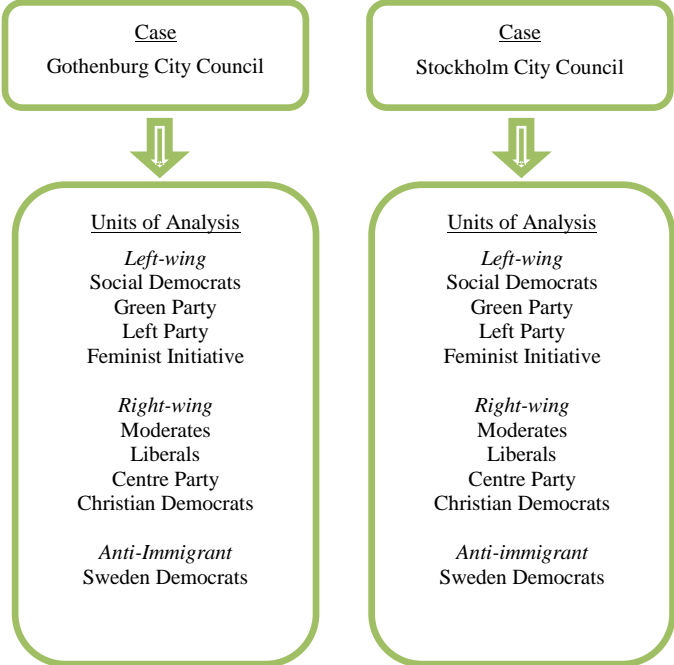 Case
Gothenburg City Council
Units of Analysis
Left-wing
Social Democrats
Green Party
Left Party
Feminist Initiative
Right-wing
Moderates
Liberals
Centre Party
Christian Democrats
Anti-Immigrant
Sweden Democrats
Case
Stockholm City Council
Units of Analysis
Left-wing
Social Democrats
Green Party
Left Party
Feminist Initiative
Right-wing
Moderates
Liberals
Centre Party
Christian Democrats
Anti-immigrant
Sweden Democrats